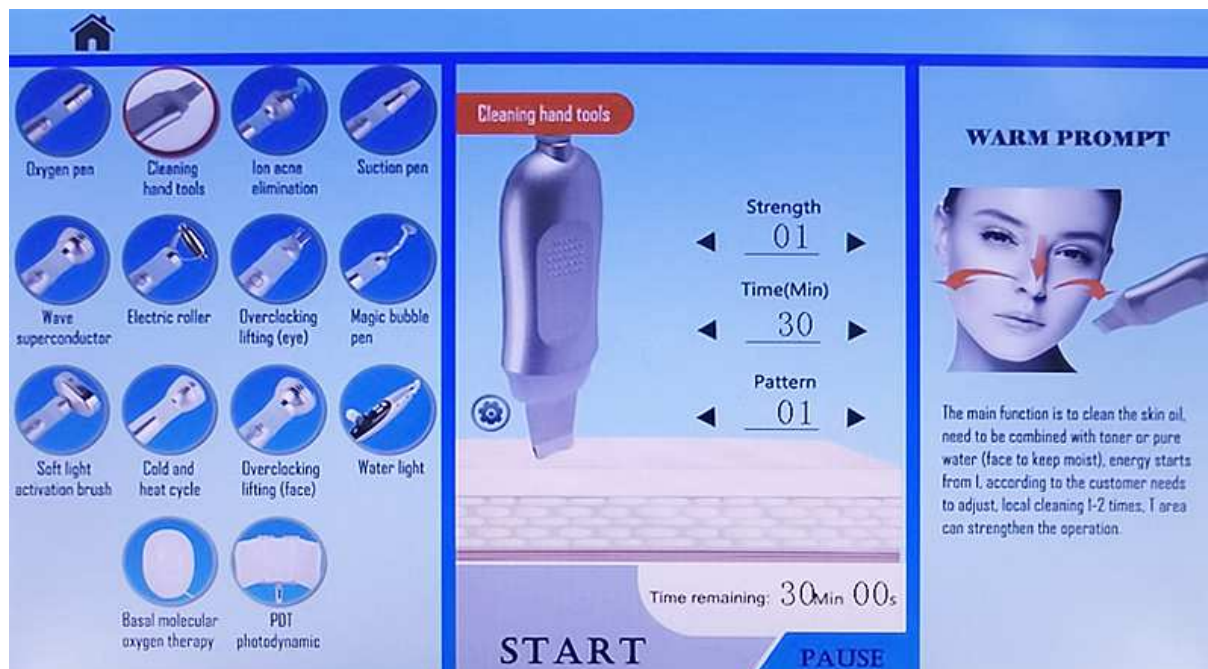 Oxygen pen
Cleaning
hand tools
Ion acne
elimination
Suction pen
Wave
superconductor
Electric roller
Overclocking
lifting (eye)
Magic bubble
pen
Soft light
activation brush
Cold and
heat cycle
Overclocking
lifting (face)
Water light
Basal molecular
oxygen therapy
PDT
photodynamic
Cleaning hand tools
Strength
01
Time(Min)
30
Pattern
01
Time remaining: 30Min 00s
START
PAUSE
WARM PROMPT
The main function is to clean the skin oil,
need to be combined with toner or pure
water (face to keep moist), energy starts
from 1, according to the customer needs
to adjust, local cleaning 1-2 times, T area
can strengthen the operation.